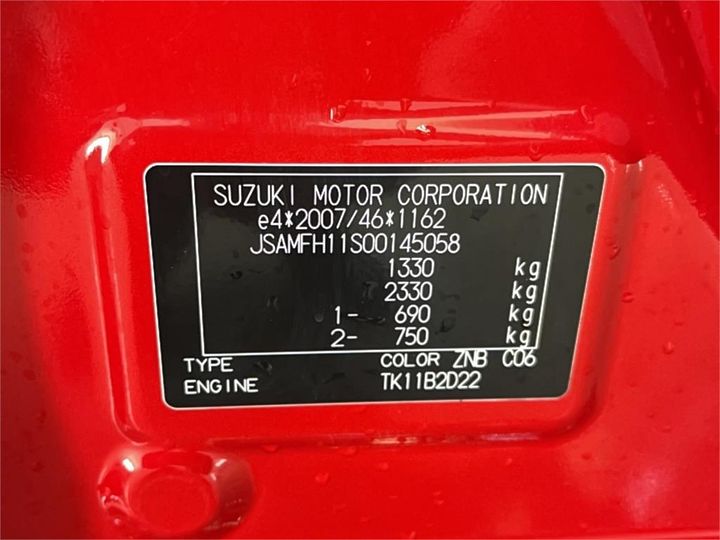 SUZUKI MOTOR CORPORATION
e4*2007/46*1162
JSAMFH11S00145058
1330 kg
2330 kg
1- 690 kg
2- 750 kg
TYPE COLOR ZNB C06
ENGINE TK11B2D22